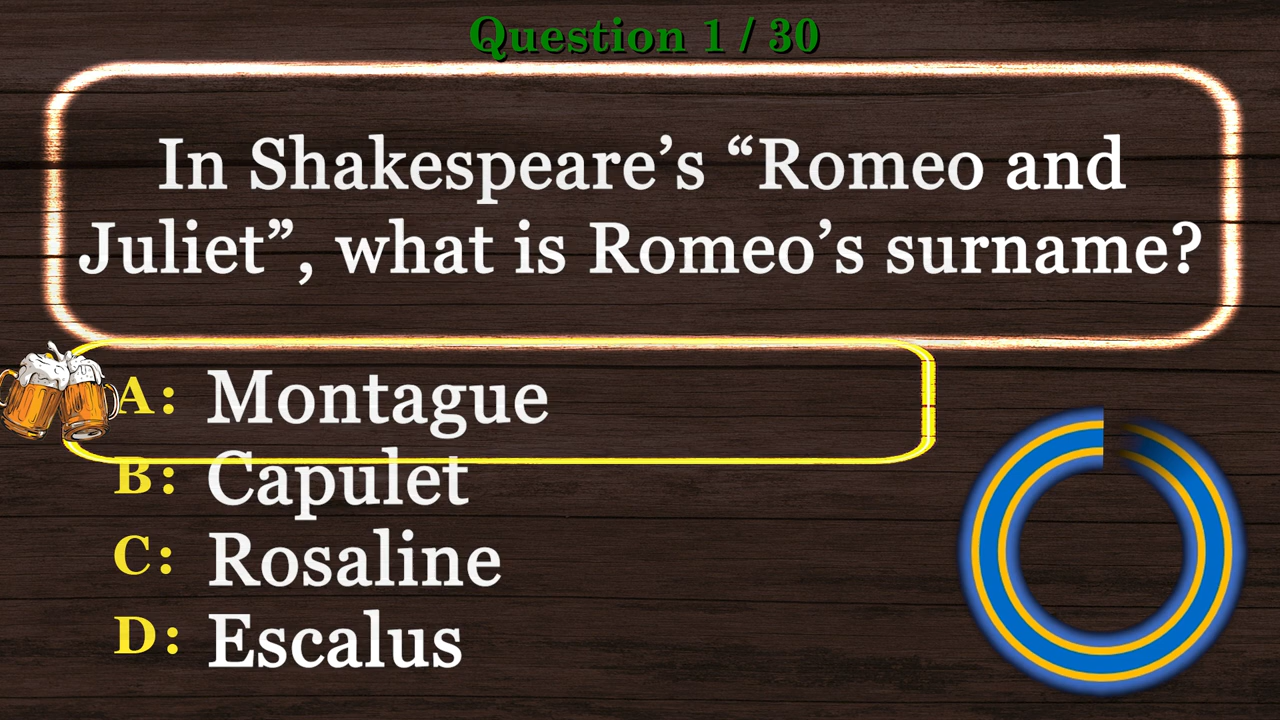 Question 1 / 30
In Shakespeare’s “Romeo and
Juliet”, what is Romeo’s surname?
A: Montague
B: Capulet
C: Rosaline
D: Escalus